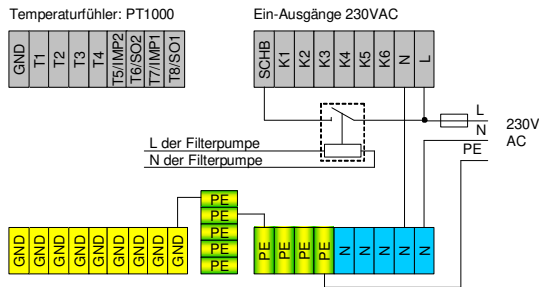 Temperaturfühler: PT1000
Ein-Ausgänge 230VAC
GND T1 T2 T3 T4 T5/IMP2 T6/SO2 T7/IMP1 T8/SO1
SCHB K1 K2 K3 K4 K5 K6 N L
L
N
PE
230V
AC
L der Filterpumpe
N der Filterpumpe
PE
PE
PE
PE
PE
GND GND GND GND GND GND GND GND
PE PE PE PE N N N N